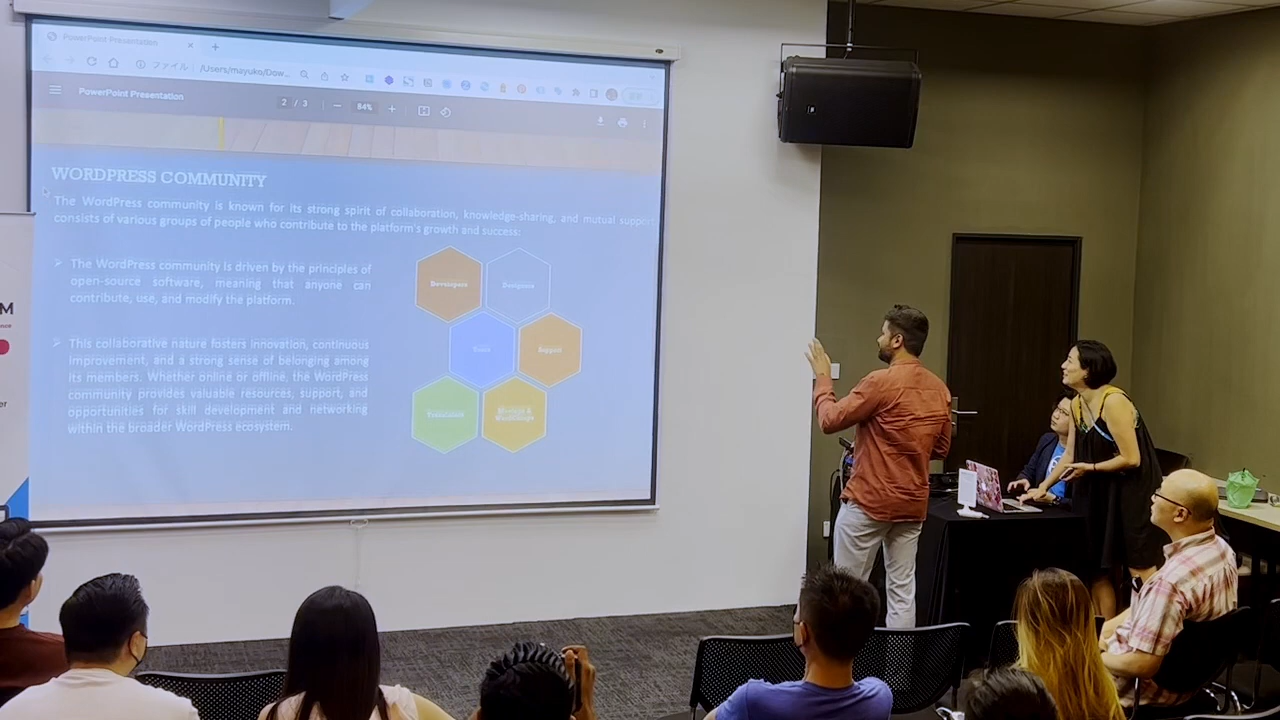 PowerPoint Presentation
ファイル
/Users/mayuko/Dow...
PowerPoint Presentation
2 / 3
84%
WORDPRESS COMMUNITY
The WordPress community is known for its strong spirit of collaboration, knowledge-sharing, and mutual support
consists of various groups of people who contribute to the platform's growth and success:
The WordPress community is driven by the principles of
open-source software, meaning that anyone can
contribute, use, and modify the platform.
This collaborative nature fosters innovation, continuous
improvement, and a strong sense of belonging among
its members. Whether online or offline, the WordPress
community provides valuable resources, support, and
opportunities for skill development and networking
within the broader WordPress ecosystem.
Developers
Designers
Support
Translators
M